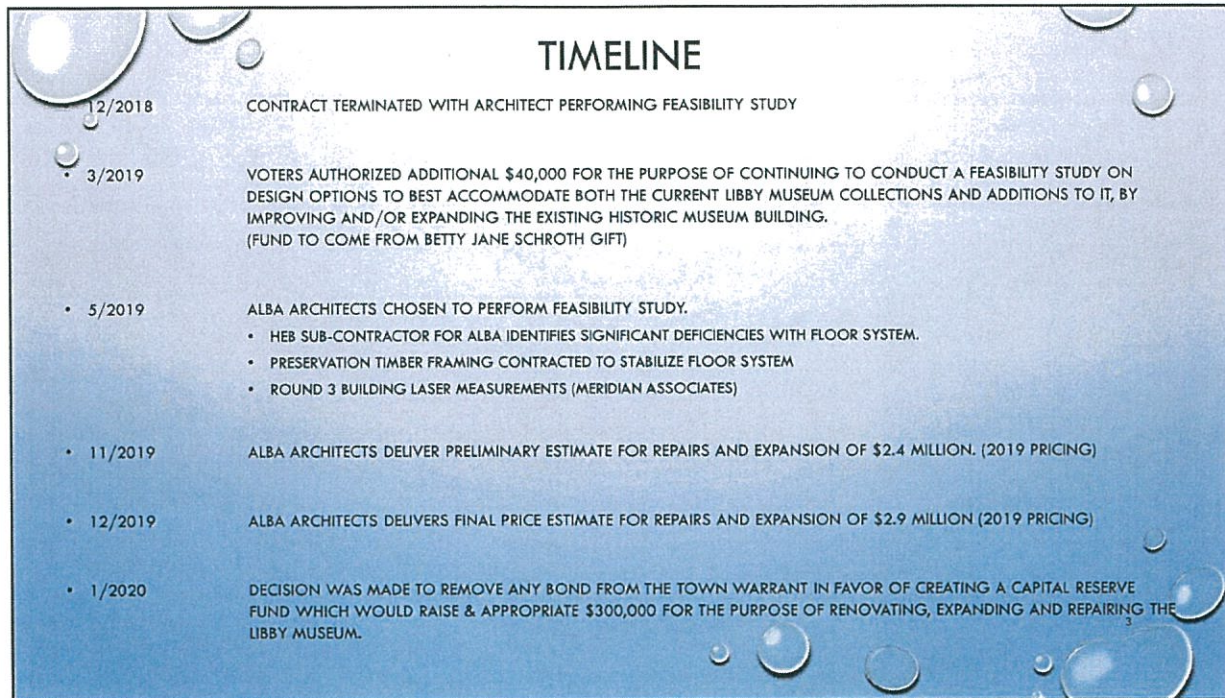 TIMELINE
• 12/2018 CONTRACT TERMINATED WITH ARCHITECT PERFORMING FEASIBILITY STUDY
• 3/2019 VOTERS AUTHORIZED ADDITIONAL $40,000 FOR THE PURPOSE OF CONTINUING TO CONDUCT A FEASIBILITY STUDY ON
DESIGN OPTIONS TO BEST ACCOMMODATE BOTH THE CURRENT LIBBY MUSEUM COLLECTIONS AND ADDITIONS TO IT, BY
IMPROVING AND/OR EXPANDING THE EXISTING HISTORIC MUSEUM BUILDING.
(FUND TO COME FROM BETTY JANE SCHROTH GIFT)
• 5/2019 ALBA ARCHITECTS CHOSEN TO PERFORM FEASIBILITY STUDY.
• HEB SUB-CONTRACTOR FOR ALBA IDENTIFIES SIGNIFICANT DEFICIENCIES WITH FLOOR SYSTEM.
• PRESERVATION TIMBER FRAMING CONTRACTED TO STABILIZE FLOOR SYSTEM
• ROUND 3 BUILDING LASER MEASUREMENTS (MERIDIAN ASSOCIATES)
• 11/2019 ALBA ARCHITECTS DELIVER PRELIMINARY ESTIMATE FOR REPAIRS AND EXPANSION OF $2.4 MILLION. (2019 PRICING)
• 12/2019 ALBA ARCHITECTS DELIVERS FINAL PRICE ESTIMATE FOR REPAIRS AND EXPANSION OF $2.9 MILLION (2019 PRICING)
• 1/2020 DECISION WAS MADE TO REMOVE ANY BOND FROM THE TOWN WARRANT IN FAVOR OF CREATING A CAPITAL RESERVE
FUND WHICH WOULD RAISE & APPROPRIATE $300,000 FOR THE PURPOSE OF RENOVATING, EXPANDING AND REPAIRING THE
LIBBY MUSEUM.
3